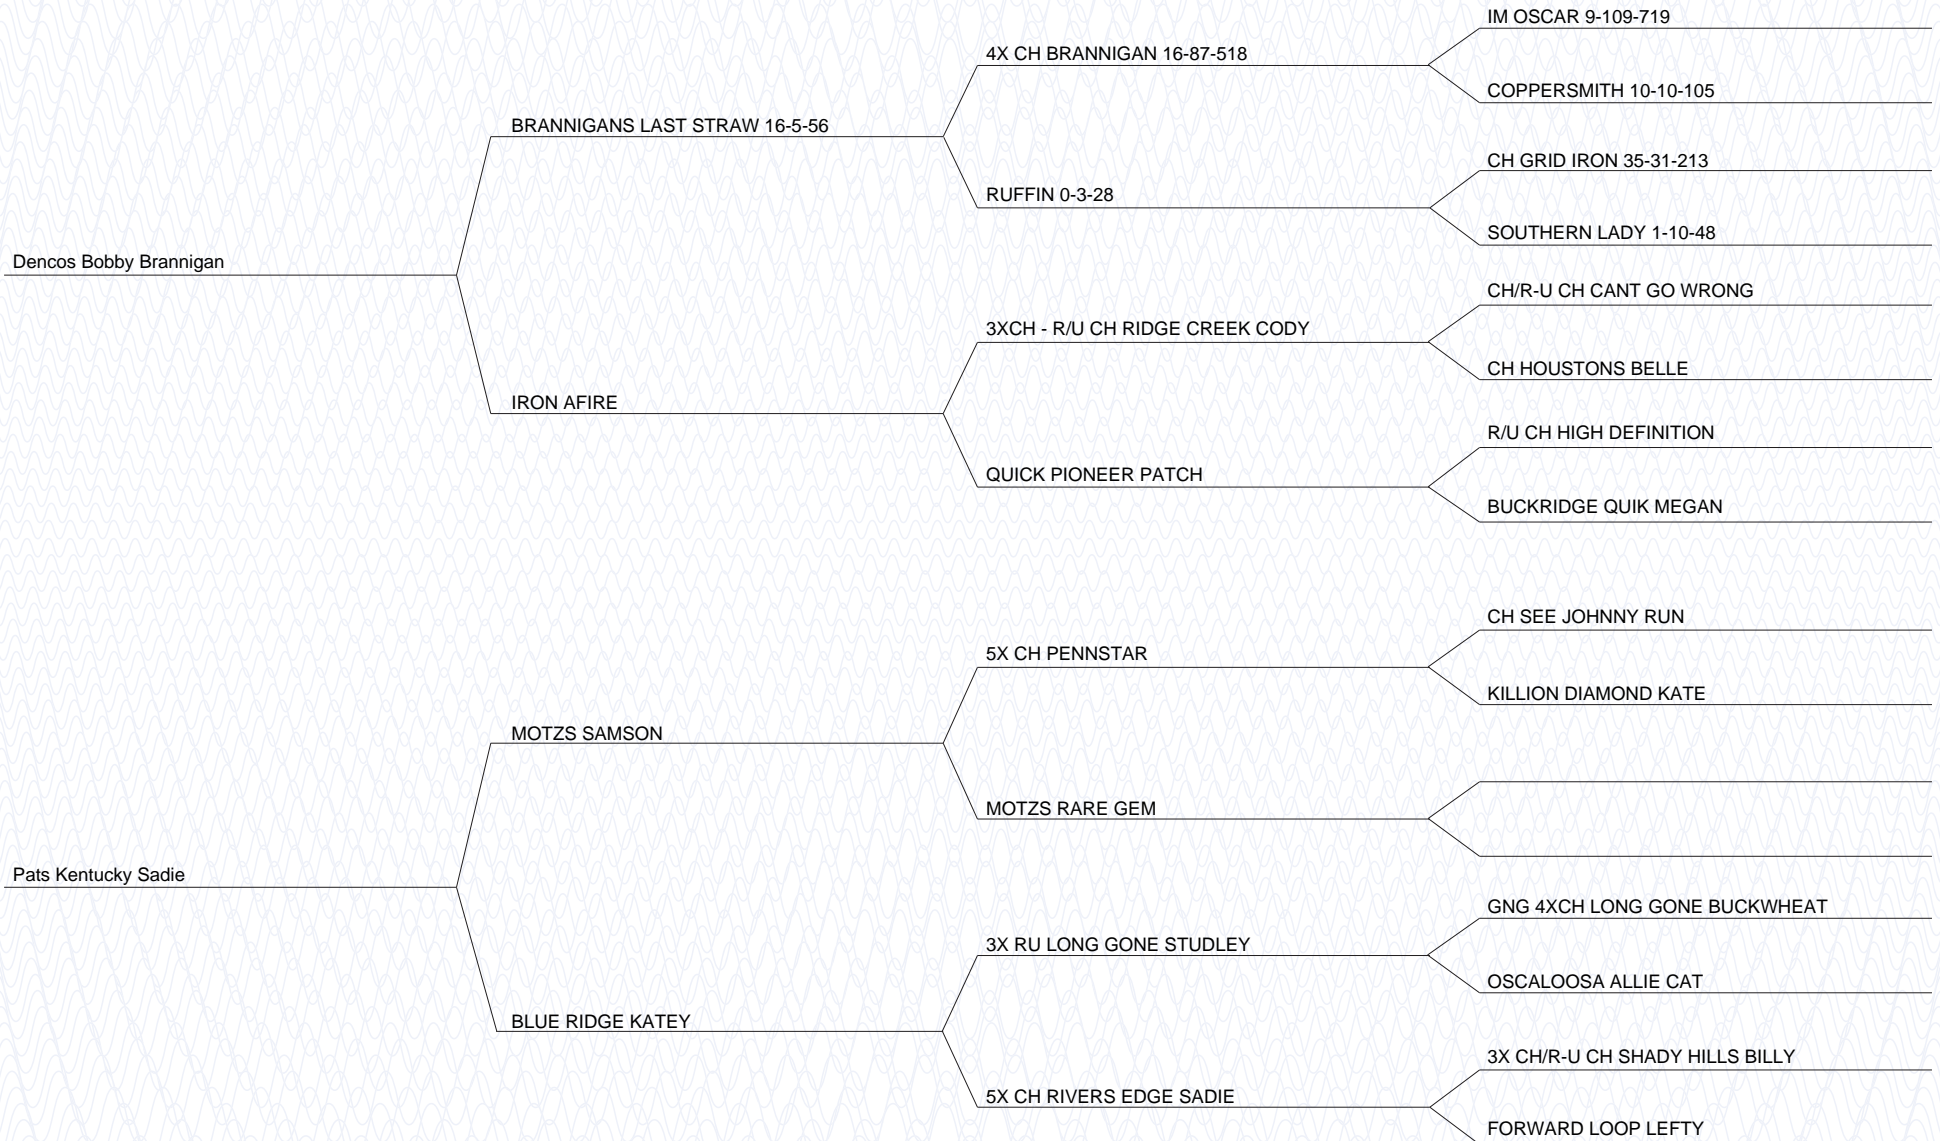 IM OSCAR 9-109-719
4X CH BRANNIGAN 16-87-518
COPPERSMITH 10-10-105
BRANNIGANS LAST STRAW 16-5-56
CH GRID IRON 35-31-213
RUFFIN 0-3-28
SOUTHERN LADY 1-10-48
Dencos Bobby Brannigan
CH/R-U CH CANT GO WRONG
3XCH - R/U CH RIDGE CREEK CODY
CH HOUSTONS BELLE
IRON AFIRE
R/U CH HIGH DEFINITION
QUICK PIONEER PATCH
BUCKRIDGE QUIK MEGAN
CH SEE JOHNNY RUN
5X CH PENNSTAR
KILLION DIAMOND KATE
MOTZS SAMSON
MOTZS RARE GEM
Pats Kentucky Sadie
GNG 4XCH LONG GONE BUCKWHEAT
3X RU LONG GONE STUDLEY
OSCALOOSA ALLIE CAT
BLUE RIDGE KATEY
3X CH/R-U CH SHADY HILLS BILLY
5X CH RIVERS EDGE SADIE
FORWARD LOOP LEFTY